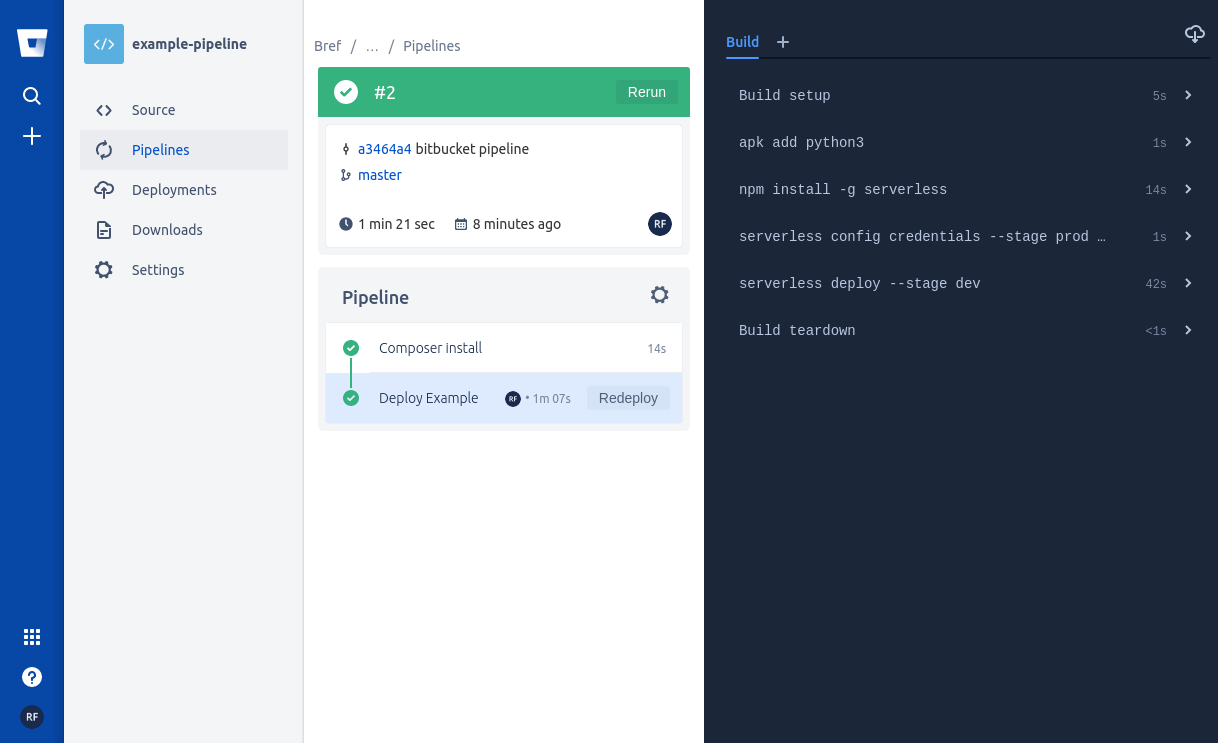 </> example-pipeline
Source
Pipelines
Deployments
Downloads
Settings
RF
Bref / … / Pipelines
#2 Rerun
a3464a4 bitbucket pipeline
master
1 min 21 sec 8 minutes ago RF
Pipeline
Composer install 14s
Deploy Example RF • 1m 07s Redeploy
Build
Build setup 5s
apk add python3 1s
npm install -g serverless 14s
serverless config credentials --stage prod … 1s
serverless deploy --stage dev 42s
Build teardown <1s